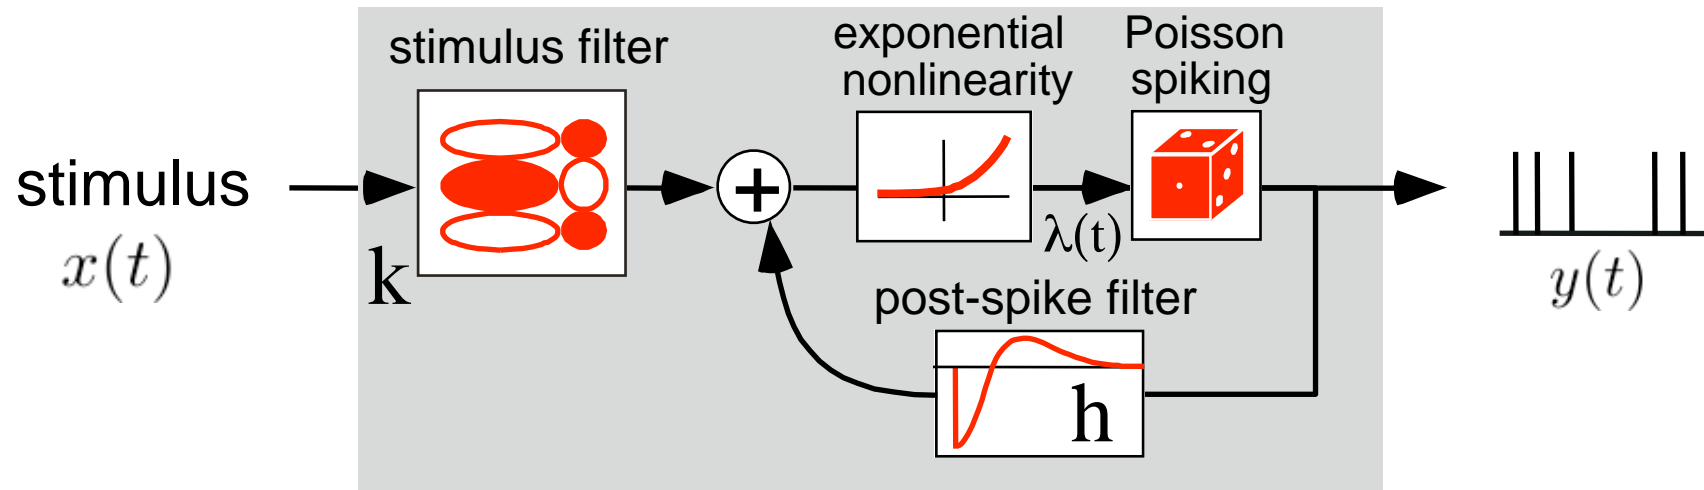 stimulus filter
exponential
nonlinearity
Poisson
spiking
stimulus
x(t)
k
+
λ(t)
post-spike filter
h
y(t)